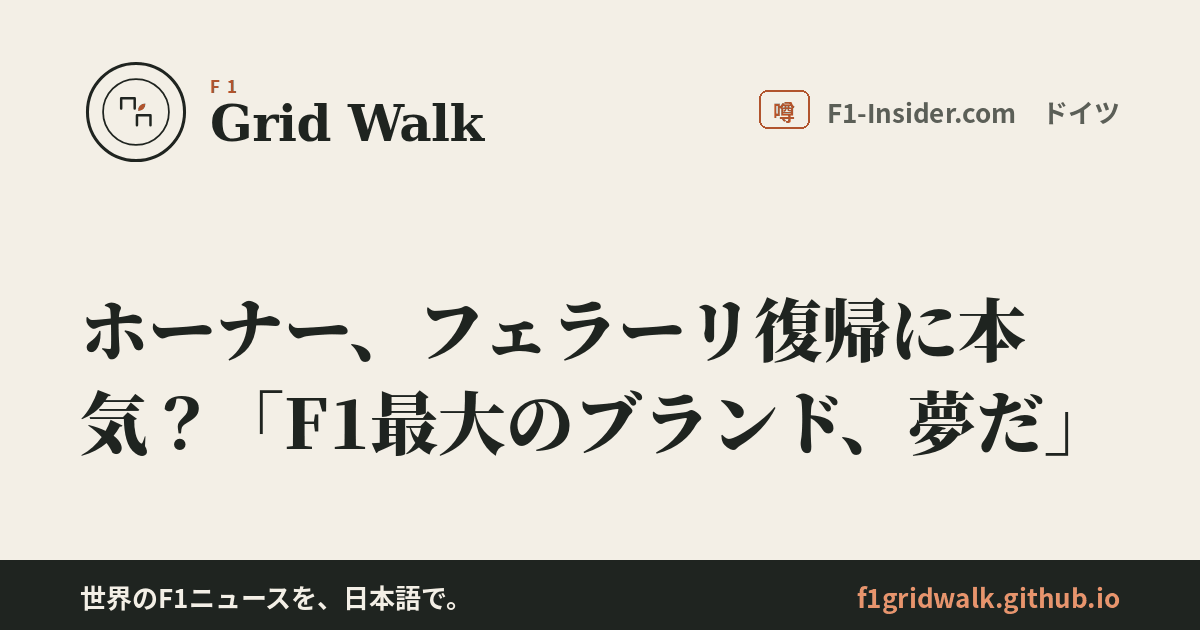 F1
Grid Walk
噂 F1-Insider.com ドイツ
ホーナー、フェラーリ復帰に本
気？「F1最大のブランド、夢だ」
世界のF1ニュースを、日本語で。
f1gridwalk.github.io